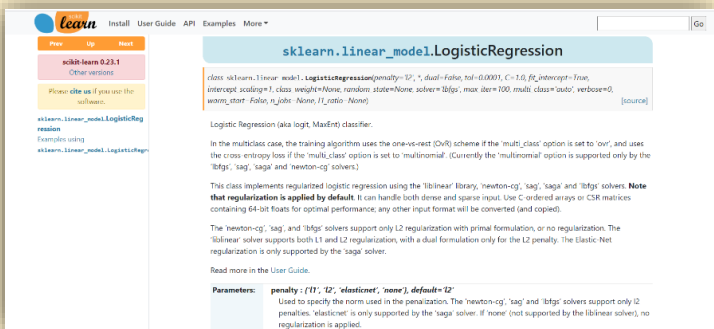 scikit
learn
Install User Guide API Examples More
Go
Prev Up Next
scikit-learn 0.23.1
Other versions
Please cite us if you use the
software.
sklearn.linear_model.LogisticReg
ression
Examples using
sklearn.linear_model.LogisticRegr
sklearn.linear_model.LogisticRegression
class sklearn.linear_model.LogisticRegression(penalty='l2', *, dual=False, tol=0.0001, C=1.0, fit_intercept=True,
intercept_scaling=1, class_weight=None, random_state=None, solver='lbfgs', max_iter=100, multi_class='auto', verbose=0,
warm_start=False, n_jobs=None, l1_ratio=None)
[source]
Logistic Regression (aka logit, MaxEnt) classifier.
In the multiclass case, the training algorithm uses the one-vs-rest (OvR) scheme if the 'multi_class' option is set to 'ovr', and uses
the cross-entropy loss if the 'multi_class' option is set to 'multinomial'. (Currently the 'multinomial' option is supported only by the
'lbfgs', 'sag', 'saga' and 'newton-cg' solvers.)
This class implements regularized logistic regression using the 'liblinear' library, 'newton-cg', 'sag', 'saga' and 'lbfgs' solvers. Note
that regularization is applied by default. It can handle both dense and sparse input. Use C-ordered arrays or CSR matrices
containing 64-bit floats for optimal performance; any other input format will be converted (and copied).
The 'newton-cg', 'sag', and 'lbfgs' solvers support only L2 regularization with primal formulation, or no regularization. The
'liblinear' solver supports both L1 and L2 regularization, with a dual formulation only for the L2 penalty. The Elastic-Net
regularization is only supported by the 'saga' solver.
Read more in the User Guide.
Parameters: penalty : {'l1', 'l2', 'elasticnet', 'none'}, default='l2'
Used to specify the norm used in the penalization. The 'newton-cg', 'sag' and 'lbfgs' solvers support only l2
penalties. 'elasticnet' is only supported by the 'saga' solver. If 'none' (not supported by the liblinear solver), no
regularization is applied.